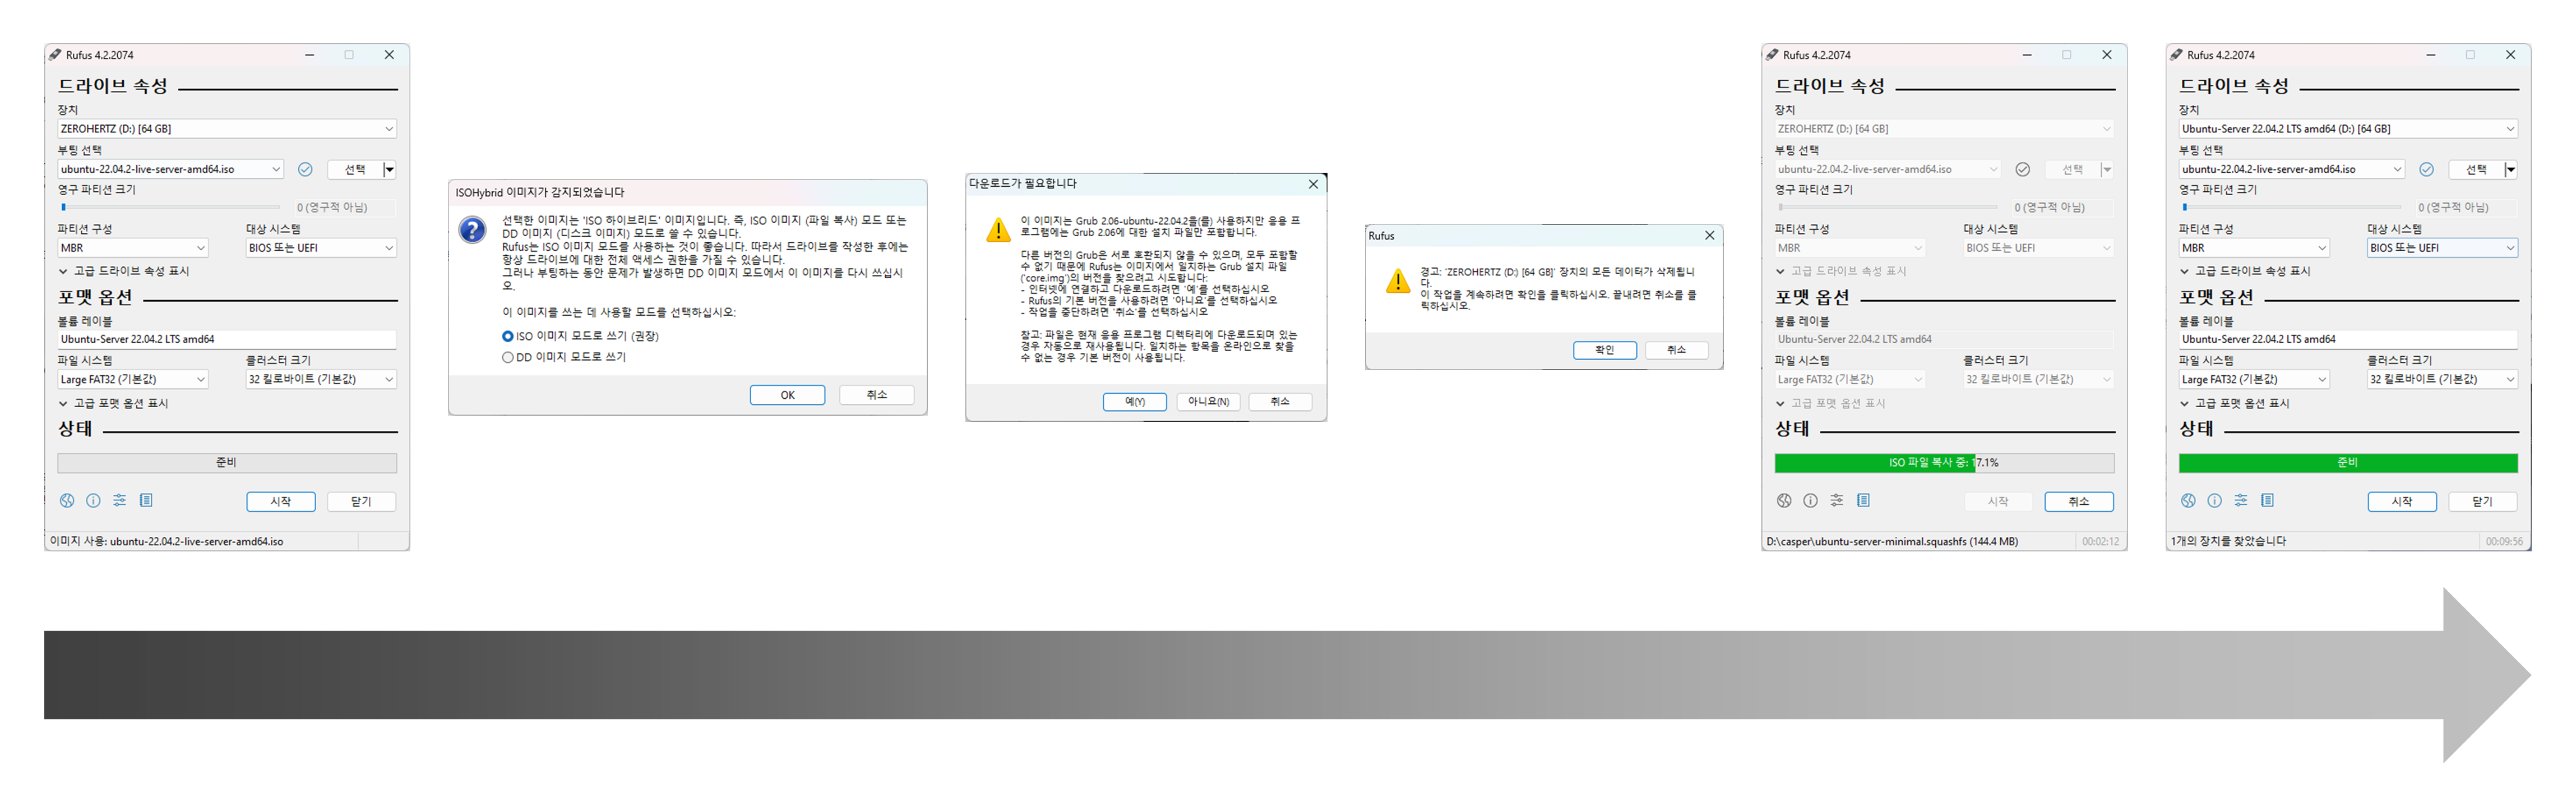 Rufus 4.2.2074
드라이브 속성
장치
ZEROHERTZ (D:) [64 GB]
부팅 선택
ubuntu-22.04.2-live-server-amd64.iso
선택
영구 파티션 크기
0 (영구적 아님)
파티션 구성
대상 시스템
MBR
BIOS 또는 UEFI
고급 드라이브 속성 표시
포맷 옵션
볼륨 레이블
Ubuntu-Server 22.04.2 LTS amd64
파일 시스템
클러스터 크기
Large FAT32 (기본값)
32 킬로바이트 (기본값)
고급 포맷 옵션 표시
상태
준비
시작
닫기
이미지 사용: ubuntu-22.04.2-live-server-amd64.iso
ISOHybrid 이미지가 감지되었습니다
선택한 이미지는 'ISO 하이브리드' 이미지입니다. 즉, ISO 이미지 (파일 복사) 모드 또는
DD 이미지 (디스크 이미지) 모드로 쓸 수 있습니다.
Rufus는 ISO 이미지 모드를 사용하는 것이 좋습니다. 따라서 드라이브를 작성한 후에는
항상 드라이브에 대한 전체 액세스 권한을 가질 수 있습니다.
그러나 부팅하는 동안 문제가 발생하면 DD 이미지 모드에서 이 이미지를 다시 쓰십시
오.
이 이미지를 쓰는 데 사용할 모드를 선택하십시오:
ISO 이미지 모드로 쓰기 (권장)
DD 이미지 모드로 쓰기
OK
취소
다운로드가 필요합니다
이 이미지는 Grub 2.06-ubuntu-22.04.2을(를) 사용하지만 응용 프
로그램에는 Grub 2.06에 대한 설치 파일만 포함합니다.
다른 버전의 Grub은 서로 호환되지 않을 수 있으며, 모두 포함할
수 없기 때문에 Rufus는 이미지에서 일치하는 Grub 설치 파일
('core.img')의 버전을 찾으려고 시도합니다:
- 인터넷에 연결하고 다운로드하려면 '예'를 선택하십시오
- Rufus의 기본 버전을 사용하려면 '아니요'를 선택하십시오
- 작업을 중단하려면 '취소'를 선택하십시오
참고: 파일은 현재 응용 프로그램 디렉터리에 다운로드되며 있는
경우 자동으로 재사용됩니다. 일치하는 항목을 온라인으로 찾을
수 없는 경우 기본 버전이 사용됩니다.
예(Y)
아니요(N)
취소
Rufus
경고: 'ZEROHERTZ (D:) [64 GB]' 장치의 모든 데이터가 삭제됩니
다.
이 작업을 계속하려면 확인을 클릭하십시오. 끝내려면 취소를 클
릭하십시오.
확인
취소
Rufus 4.2.2074
드라이브 속성
장치
ZEROHERTZ (D:) [64 GB]
부팅 선택
ubuntu-22.04.2-live-server-amd64.iso
선택
영구 파티션 크기
0 (영구적 아님)
파티션 구성
대상 시스템
MBR
BIOS 또는 UEFI
고급 드라이브 속성 표시
포맷 옵션
볼륨 레이블
Ubuntu-Server 22.04.2 LTS amd64
파일 시스템
클러스터 크기
Large FAT32 (기본값)
32 킬로바이트 (기본값)
고급 포맷 옵션 표시
상태
ISO 파일 복사 중: 17.1%
시작
취소
D:\casper\ubuntu-server-minimal.squashfs (144.4 MB)
00:02:12
Rufus 4.2.2074
드라이브 속성
장치
Ubuntu-Server 22.04.2 LTS amd64 (D:) [64 GB]
부팅 선택
ubuntu-22.04.2-live-server-amd64.iso
선택
영구 파티션 크기
0 (영구적 아님)
파티션 구성
대상 시스템
MBR
BIOS 또는 UEFI
고급 드라이브 속성 표시
포맷 옵션
볼륨 레이블
Ubuntu-Server 22.04.2 LTS amd64
파일 시스템
클러스터 크기
Large FAT32 (기본값)
32 킬로바이트 (기본값)
고급 포맷 옵션 표시
상태
준비
시작
닫기
1개의 장치를 찾았습니다
00:09:56